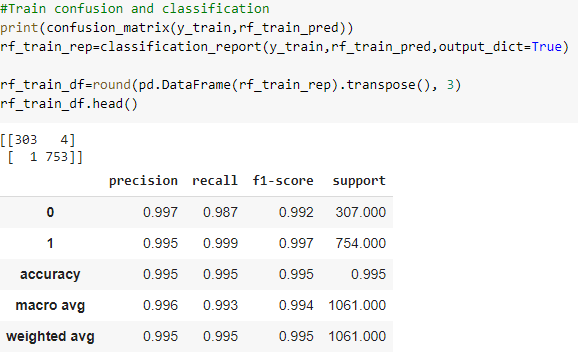 #Train confusion and classification
print(confusion_matrix(y_train,rf_train_pred))
rf_train_rep=classification_report(y_train,rf_train_pred,output_dict=True)
rf_train_df=round(pd.DataFrame(rf_train_rep).transpose(), 3)
rf_train_df.head()
[[303   4]
 [  1 753]]
precision recall f1-score support
0 0.997 0.987 0.992 307.000
1 0.995 0.999 0.997 754.000
accuracy 0.995 0.995 0.995 0.995
macro avg 0.996 0.993 0.994 1061.000
weighted avg 0.995 0.995 0.995 1061.000